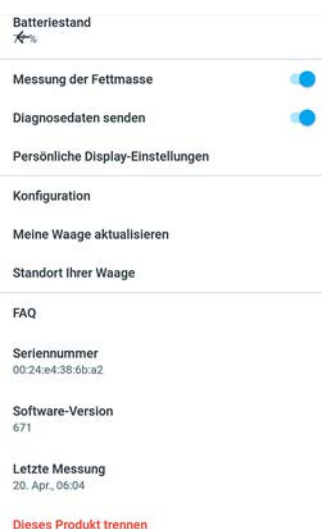 Batteriestand
Messung der Fettmasse
Diagnosedaten senden
Persönliche Display-Einstellungen
Konfiguration
Meine Waage aktualisieren
Standort Ihrer Waage
FAQ
Seriennummer
00:24:e4:38:6b:a2
Software-Version
671
Letzte Messung
20. Apr., 06:04
Dieses Produkt trennen